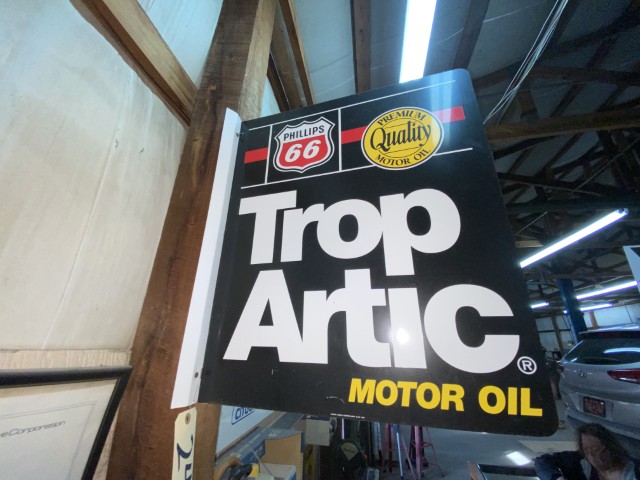 PHILLIPS
66
PREMIUM
Quality
MOTOR OIL
Trop
Artic®
MOTOR OIL